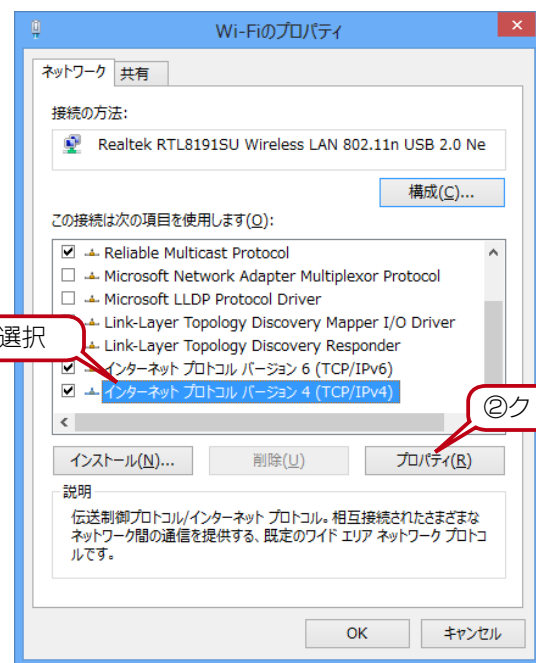 Wi-Fiのプロパティ
ネットワーク 共有
接続の方法:
Realtek RTL8191SU Wireless LAN 802.11n USB 2.0 Ne
構成(C)...
この接続は次の項目を使用します(O):
Reliable Multicast Protocol
Microsoft Network Adapter Multiplexor Protocol
Microsoft LLDP Protocol Driver
Link-Layer Topology Discovery Mapper I/O Driver
選択
Link-Layer Topology Discovery Responder
インターネット プロトコル バージョン 6 (TCP/IPv6)
インターネット プロトコル バージョン 4 (TCP/IPv4)
②ク
インストール(N)... 削除(U) プロパティ(R)
説明
伝送制御プロトコル/インターネット プロトコル。相互接続されたさまざまな
ネットワーク間の通信を提供する、既定のワイド エリア ネットワーク プロトコ
ルです。
OK キャンセル